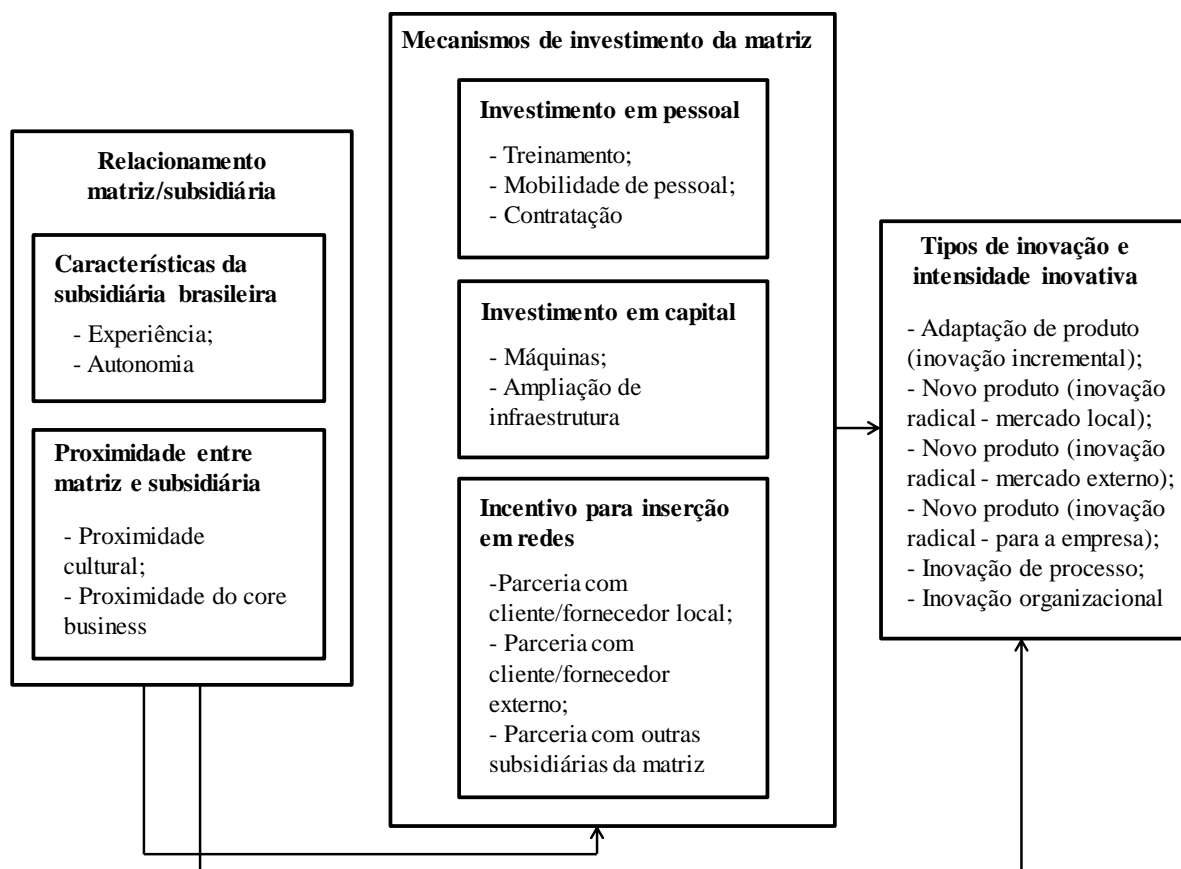 Relacionamento
matriz/subsidiária
Características da
subsidiária brasileira
- Experiência;
- Autonomia
Proximidade entre
matriz e subsidiária
- Proximidade
cultural;
- Proximidade do core
business
Mecanismos de investimento da matriz
Investimento em pessoal
- Treinamento;
- Mobilidade de pessoal;
- Contratação
Investimento em capital
- Máquinas;
- Ampliação de
infraestrutura
Incentivo para inserção
em redes
-Parceria com
cliente/fornecedor local;
- Parceria com
cliente/fornecedor
externo;
- Parceria com outras
subsidiárias da matriz
Tipos de inovação e
intensidade inovativa
- Adaptação de produto
(inovação incremental);
- Novo produto (inovação
radical - mercado local);
- Novo produto (inovação
radical - mercado externo);
- Novo produto (inovação
radical - para a empresa);
- Inovação de processo;
- Inovação organizacional